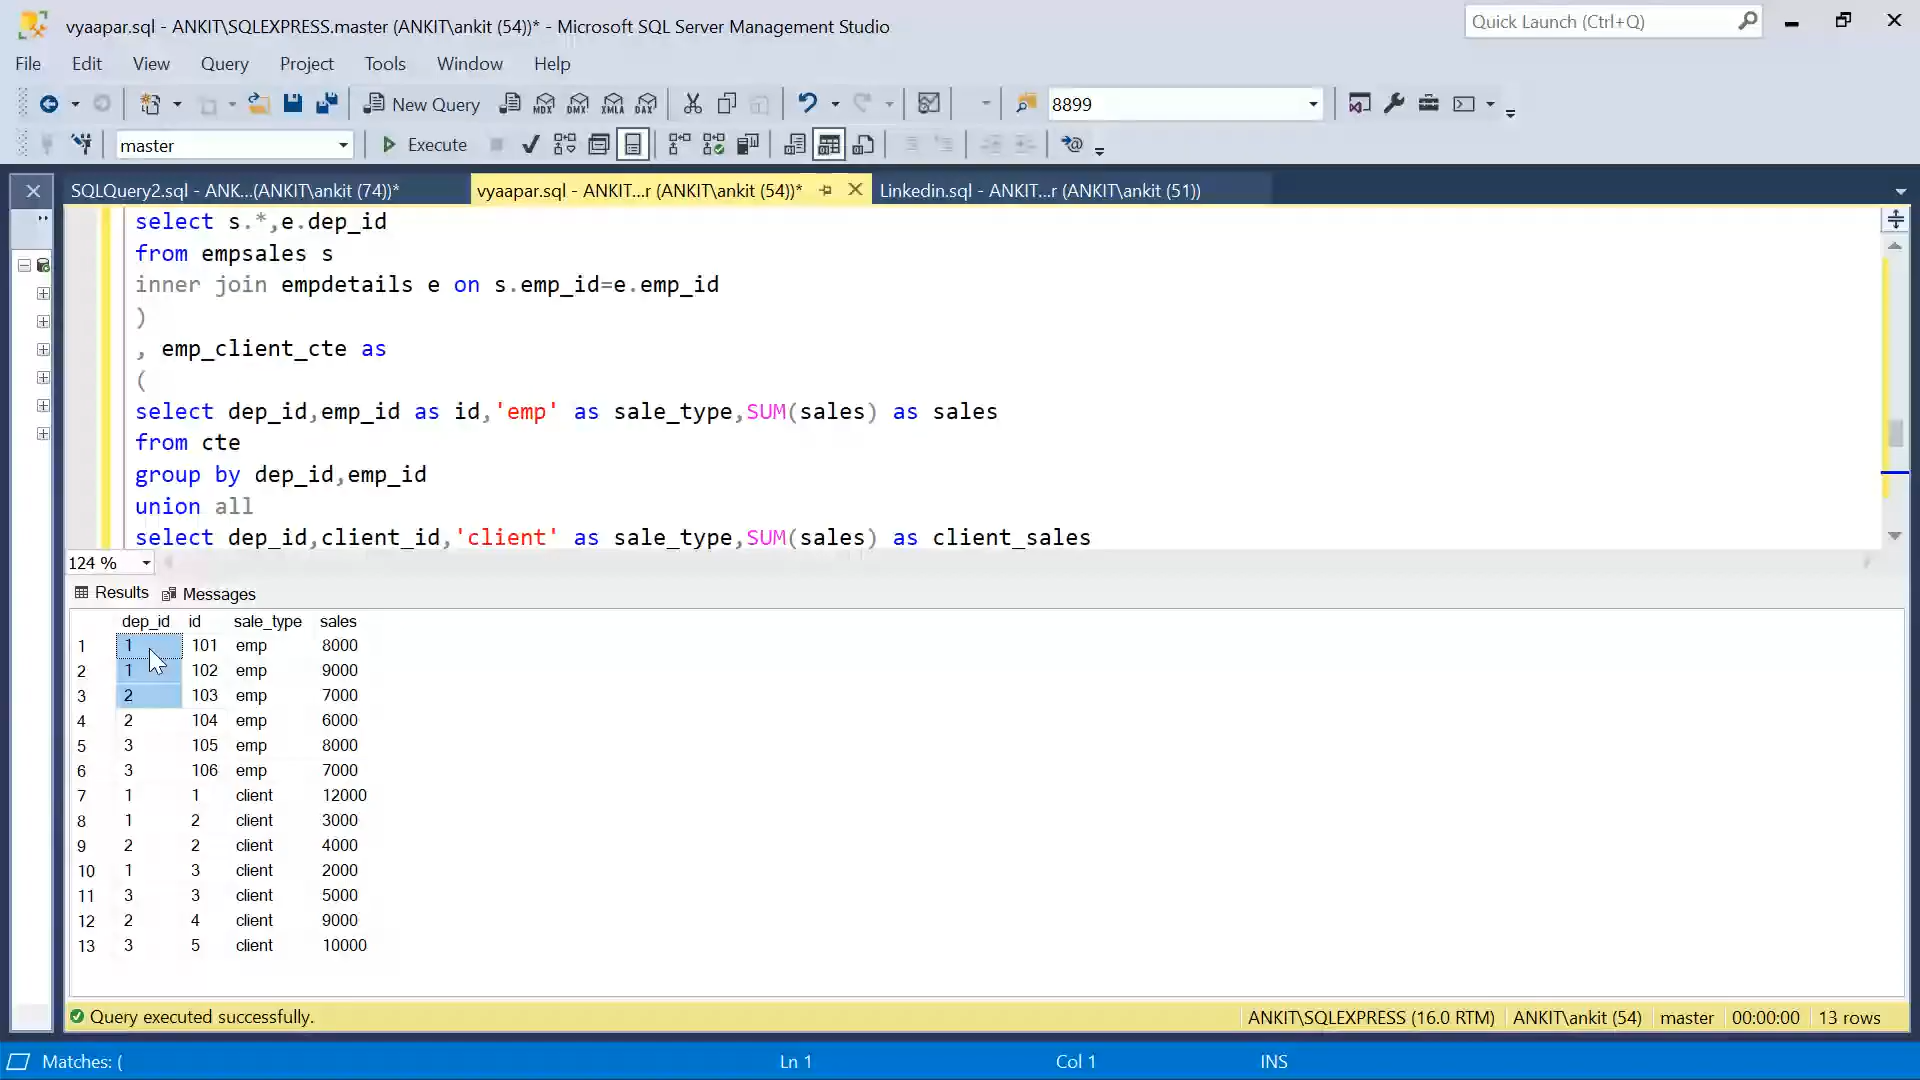 vyaapar.sql - ANKIT\SQLEXPRESS.master (ANKIT\ankit (54))* - Microsoft SQL Server Management Studio
Quick Launch (Ctrl+Q)
File Edit View Query Project Tools Window Help
New Query MDX DMX XMLA DAX 8899
master Execute
SQLQuery2.sql - ANK...(ANKIT\ankit (74))* vyaapar.sql - ANKIT...r (ANKIT\ankit (54))* Linkedin.sql - ANKIT...r (ANKIT\ankit (51))
select s.*,e.dep_id
from empsales s
inner join empdetails e on s.emp_id=e.emp_id
)
, emp_client_cte as
(
select dep_id,emp_id as id,'emp' as sale_type,SUM(sales) as sales
from cte
group by dep_id,emp_id
union all
select dep_id,client_id,'client' as sale_type,SUM(sales) as client_sales
124 %
Results Messages
dep_id id sale_type sales
1 1 101 emp 8000
2 1 102 emp 9000
3 2 103 emp 7000
4 2 104 emp 6000
5 3 105 emp 8000
6 3 106 emp 7000
7 1 1 client 12000
8 1 2 client 3000
9 2 2 client 4000
10 1 3 client 2000
11 3 3 client 5000
12 2 4 client 9000
13 3 5 client 10000
Query executed successfully. ANKIT\SQLEXPRESS (16.0 RTM) ANKIT\ankit (54) master 00:00:00 13 rows
Matches: ( Ln 1 Col 1 INS